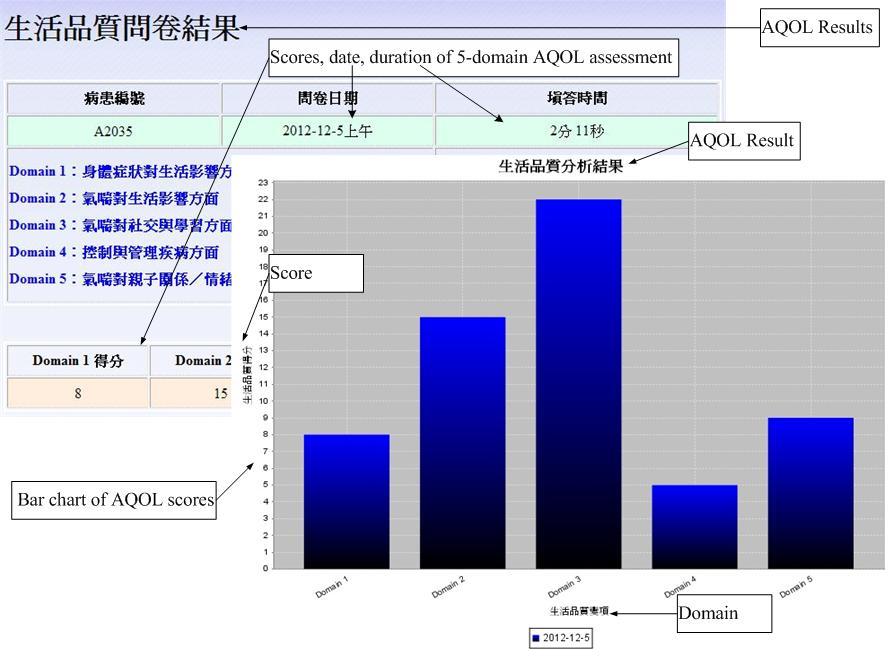 生活品質問卷結果
AQOL Results
Scores, date, duration of 5-domain AQOL assessment
病患編號 問卷日期 填答時間
A2035 2012-12-5上午 2分 11秒
AQOL Result
Domain 1：身體症狀對生活影響方
Domain 2：氣喘對生活影響方面
Domain 3：氣喘對社交與學習方面
Domain 4：控制與管理疾病方面
Domain 5：氣喘對親子關係／情緒
Domain 1 得分 Domain 2
8 15
Bar chart of AQOL scores
生活品質分析結果
Score
生活品質得分
23
22
21
20
19
18
17
16
15
14
13
12
11
10
9
8
7
6
5
4
3
2
1
0
Domain 1 Domain 2 Domain 3 Domain 4 Domain 5
生活品質變項
Domain
2012-12-5